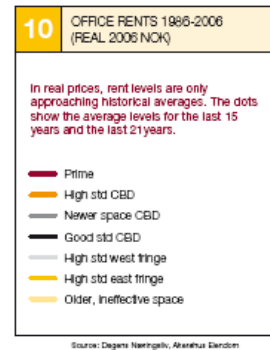 10
OFFICE RENTS 1986-2006
(REAL 2006 NOK)
In real prices, rent levels are only
approaching historical averages. The dots
show the average levels for the last 15
years and the last 21years.
Prime
High std CBD
Newer space CBD
Good std CBD
High std west fringe
High std east fringe
Older, ineffective space
Source: Dagens Næringsliv, Akershus Eiendom